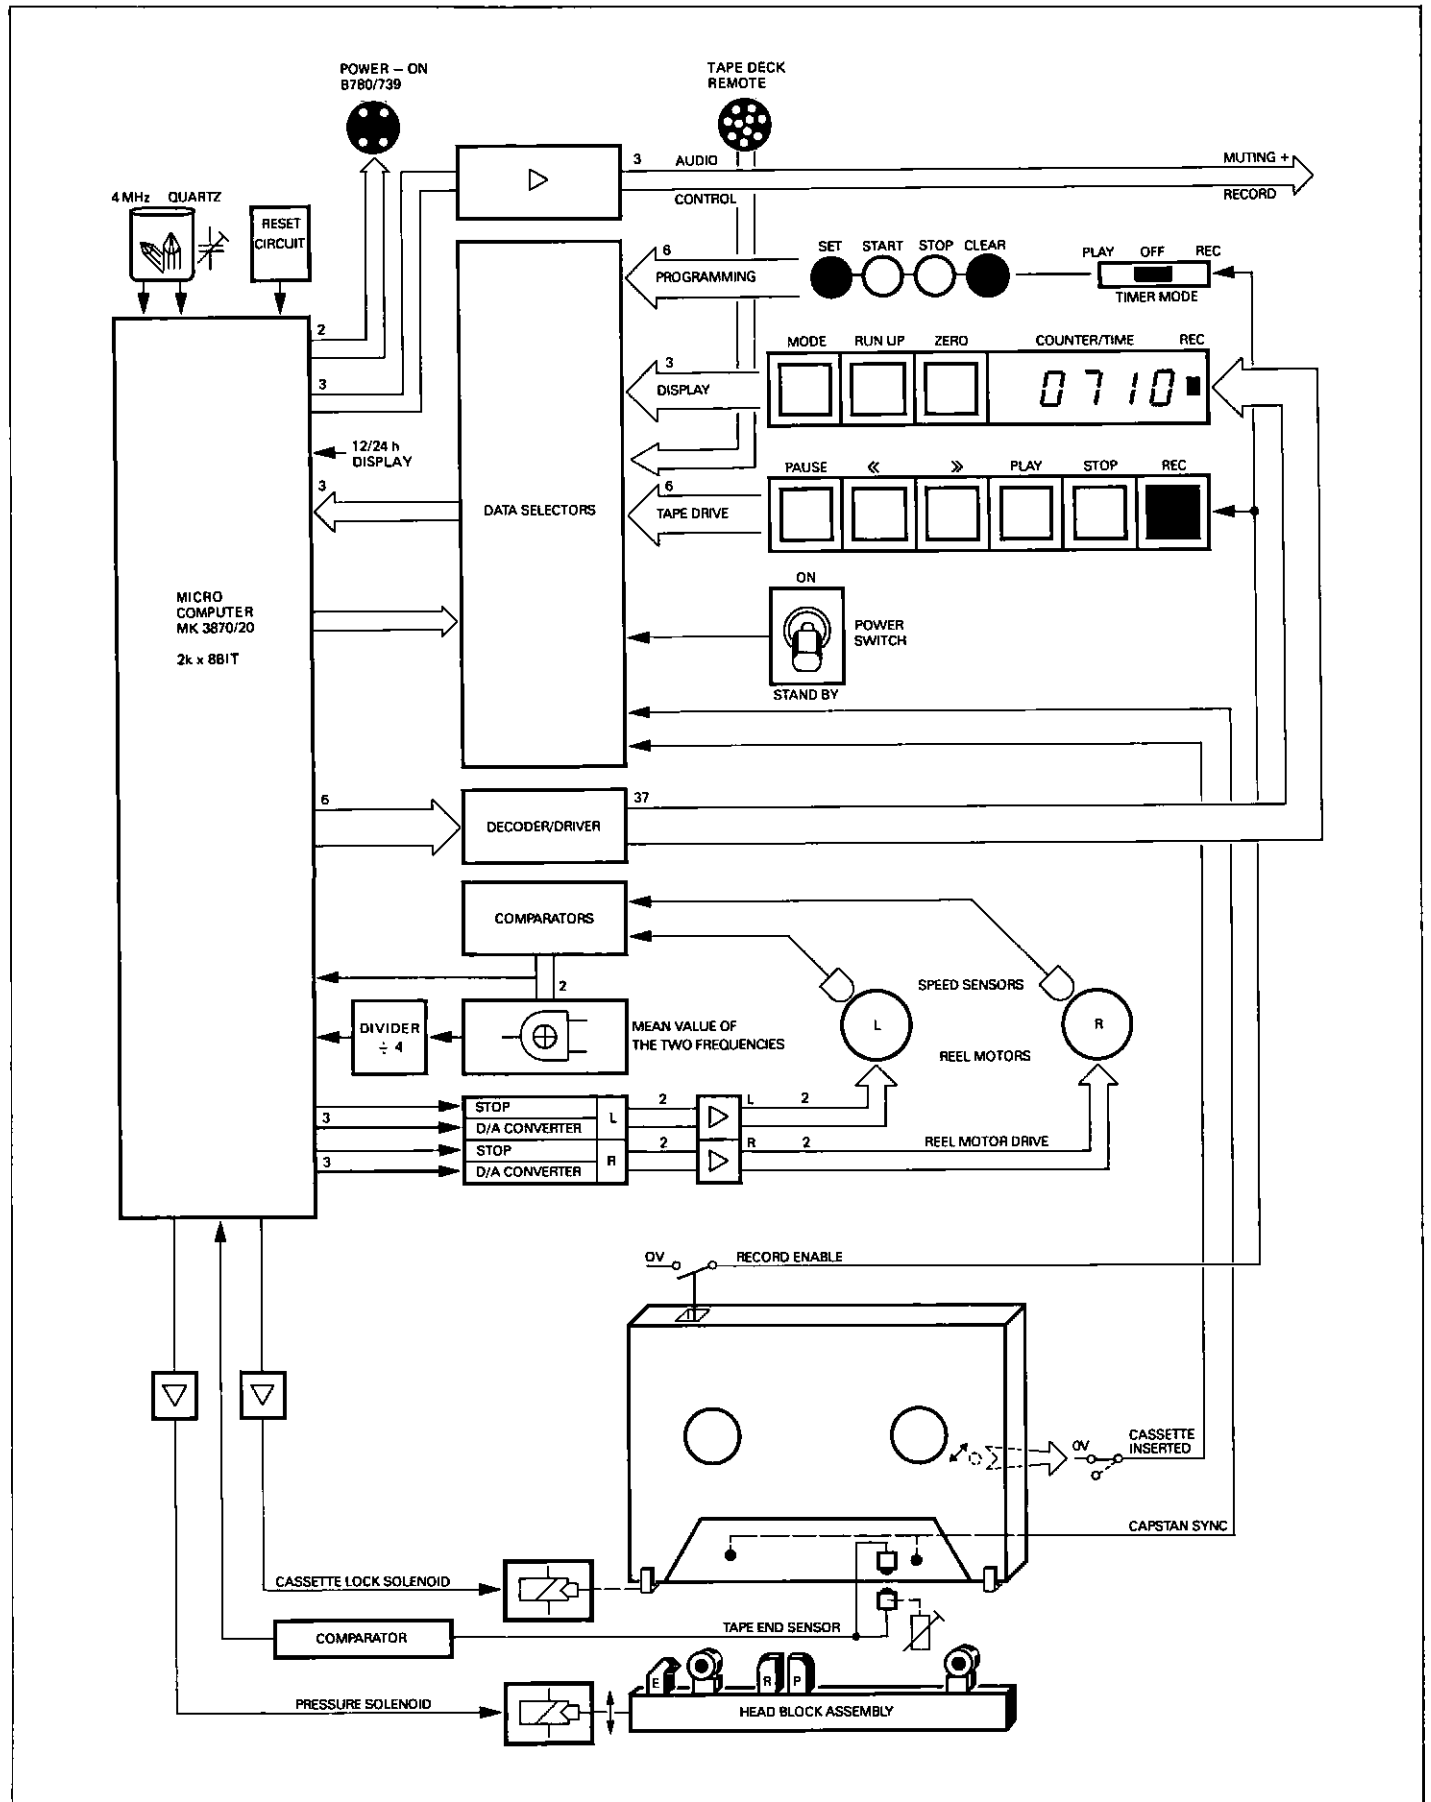 POWER – ON
B780/739
TAPE DECK
REMOTE
3 AUDIO
MUTING +
CONTROL
RECORD
4 MHz QUARTZ
RESET
CIRCUIT
6
PROGRAMMING
SET START STOP CLEAR
PLAY OFF REC
TIMER MODE
2
3
MODE RUN UP ZERO COUNTER/TIME REC
0710
3
DISPLAY
12/24 h
DISPLAY
3
DATA SELECTORS
PAUSE « » PLAY STOP REC
6
TAPE DRIVE
MICRO
COMPUTER
MK 3870/20
2k x 8BIT
ON
POWER
SWITCH
STAND BY
6
DECODER/DRIVER
37
COMPARATORS
2
SPEED SENSORS
DIVIDER
÷ 4
MEAN VALUE OF
THE TWO FREQUENCIES
L
R
REEL MOTORS
STOP
3
D/A CONVERTER
L
2
L
2
STOP
3
D/A CONVERTER
R
2
R
2
REEL MOTOR DRIVE
0V
RECORD ENABLE
0V
CASSETTE
INSERTED
CAPSTAN SYNC
CASSETTE LOCK SOLENOID
TAPE END SENSOR
COMPARATOR
E
R
P
PRESSURE SOLENOID
HEAD BLOCK ASSEMBLY